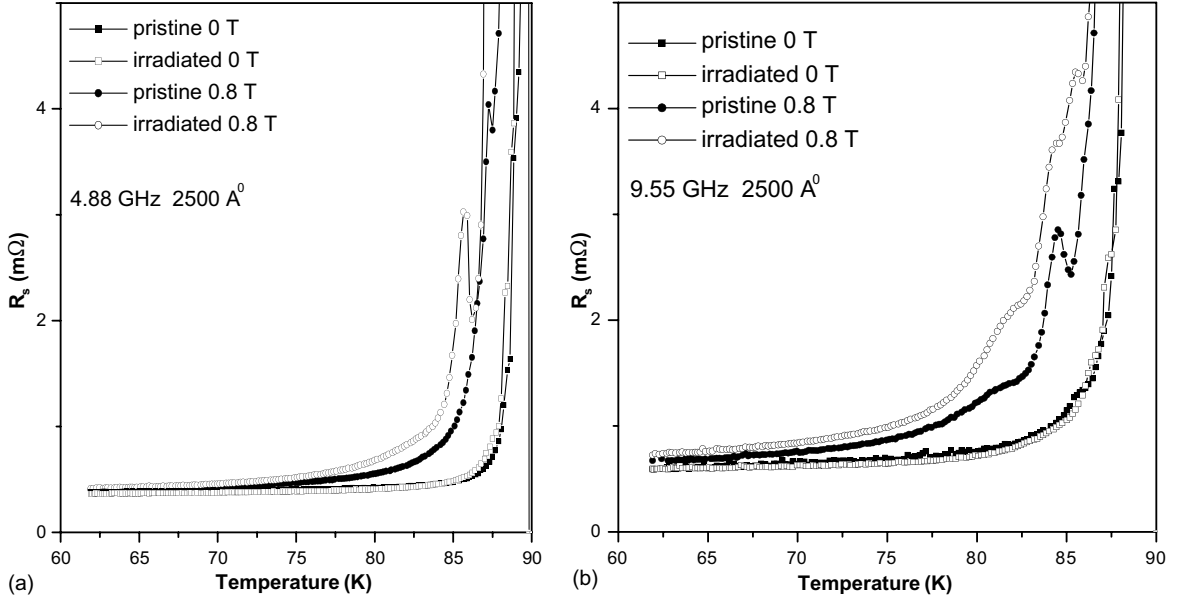 pristine 0 T
irradiated 0 T
pristine 0.8 T
irradiated 0.8 T
4.88 GHz 2500 A⁰
Rₛ (mΩ)
4
2
0
60 65 70 75 80 85 90
Temperature (K)
(a)
pristine 0 T
irradiated 0 T
pristine 0.8 T
irradiated 0.8 T
9.55 GHz 2500 A⁰
Rₛ (mΩ)
4
2
0
60 65 70 75 80 85 90
Temperature (K)
(b)